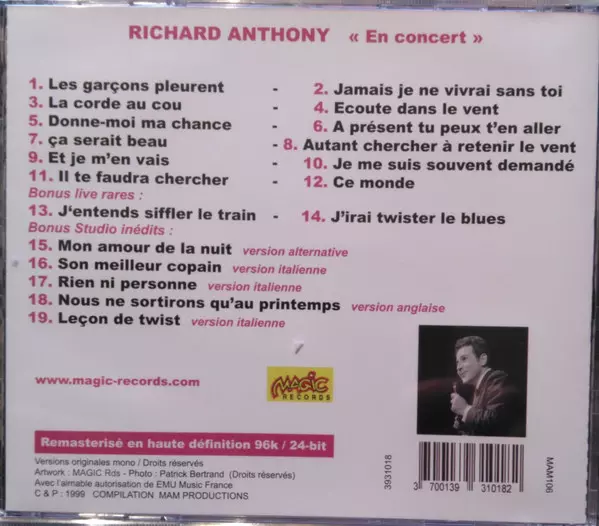 RICHARD ANTHONY « En concert »
1. Les garçons pleurent - 2. Jamais je ne vivrai sans toi
3. La corde au cou - 4. Ecoute dans le vent
5. Donne-moi ma chance - 6. A présent tu peux t'en aller
7. ça serait beau - 8. Autant chercher à retenir le vent
9. Et je m'en vais - 10. Je me suis souvent demandé
11. Il te faudra chercher - 12. Ce monde
Bonus live rares :
13. J'entends siffler le train - 14. J'irai twister le blues
Bonus Studio inédits :
15. Mon amour de la nuit version alternative
16. Son meilleur copain version italienne
17. Rien ni personne version italienne
18. Nous ne sortirons qu'au printemps version anglaise
19. Leçon de twist version italienne
www.magic-records.com
MAGIC
RECORDS
Remasterisé en haute définition 96k / 24-bit
Versions originales mono / Droits réservés
Artwork : MAGIC Rds - Photo : Patrick Bertrand (Droits réservés)
Avec l'aimable autorisation de EMU Music France
C & P : 1999 COMPILATION MAM PRODUCTIONS
3931018
3 700139 310182
MAM106